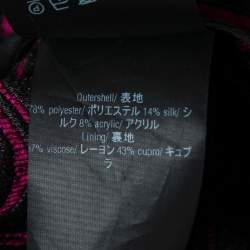 Outershell/ 表地
78% polyester/ ポリエステル 14% silk/ シ
ルク 8% acrylic/ アクリル
Lining/ 裏地
7% viscose/ レーヨン 43% cupro/ キュプ
ラ